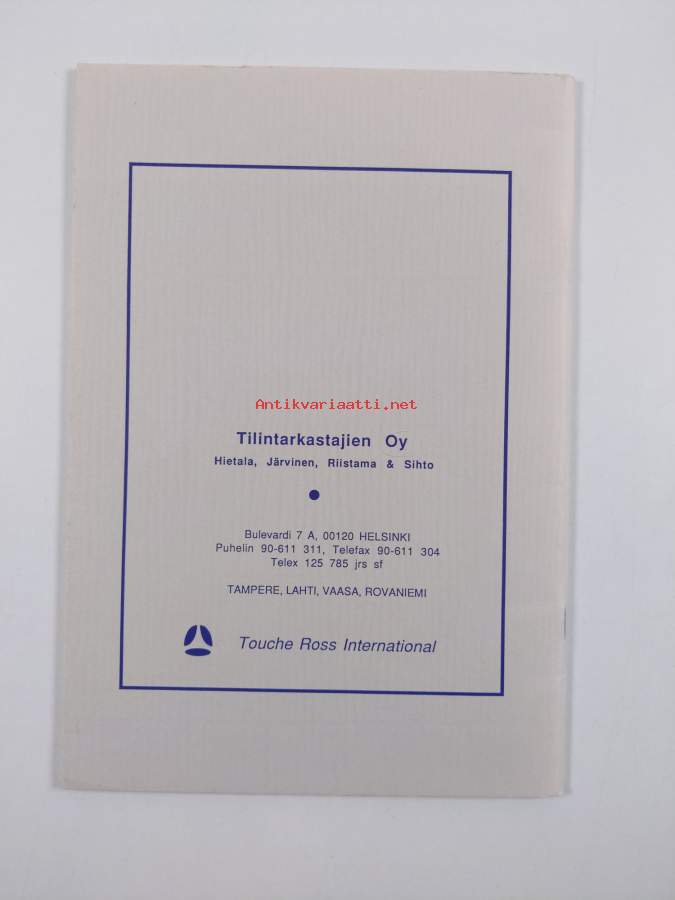 Antikvariaatti.net
Tilintarkastajien Oy
Hietala, Järvinen, Riistama & Sihto
Bulevardi 7 A, 00120 HELSINKI
Puhelin 90-611 311, Telefax 90-611 304
Telex 125 785 jrs sf
TAMPERE, LAHTI, VAASA, ROVANIEMI
Touche Ross International